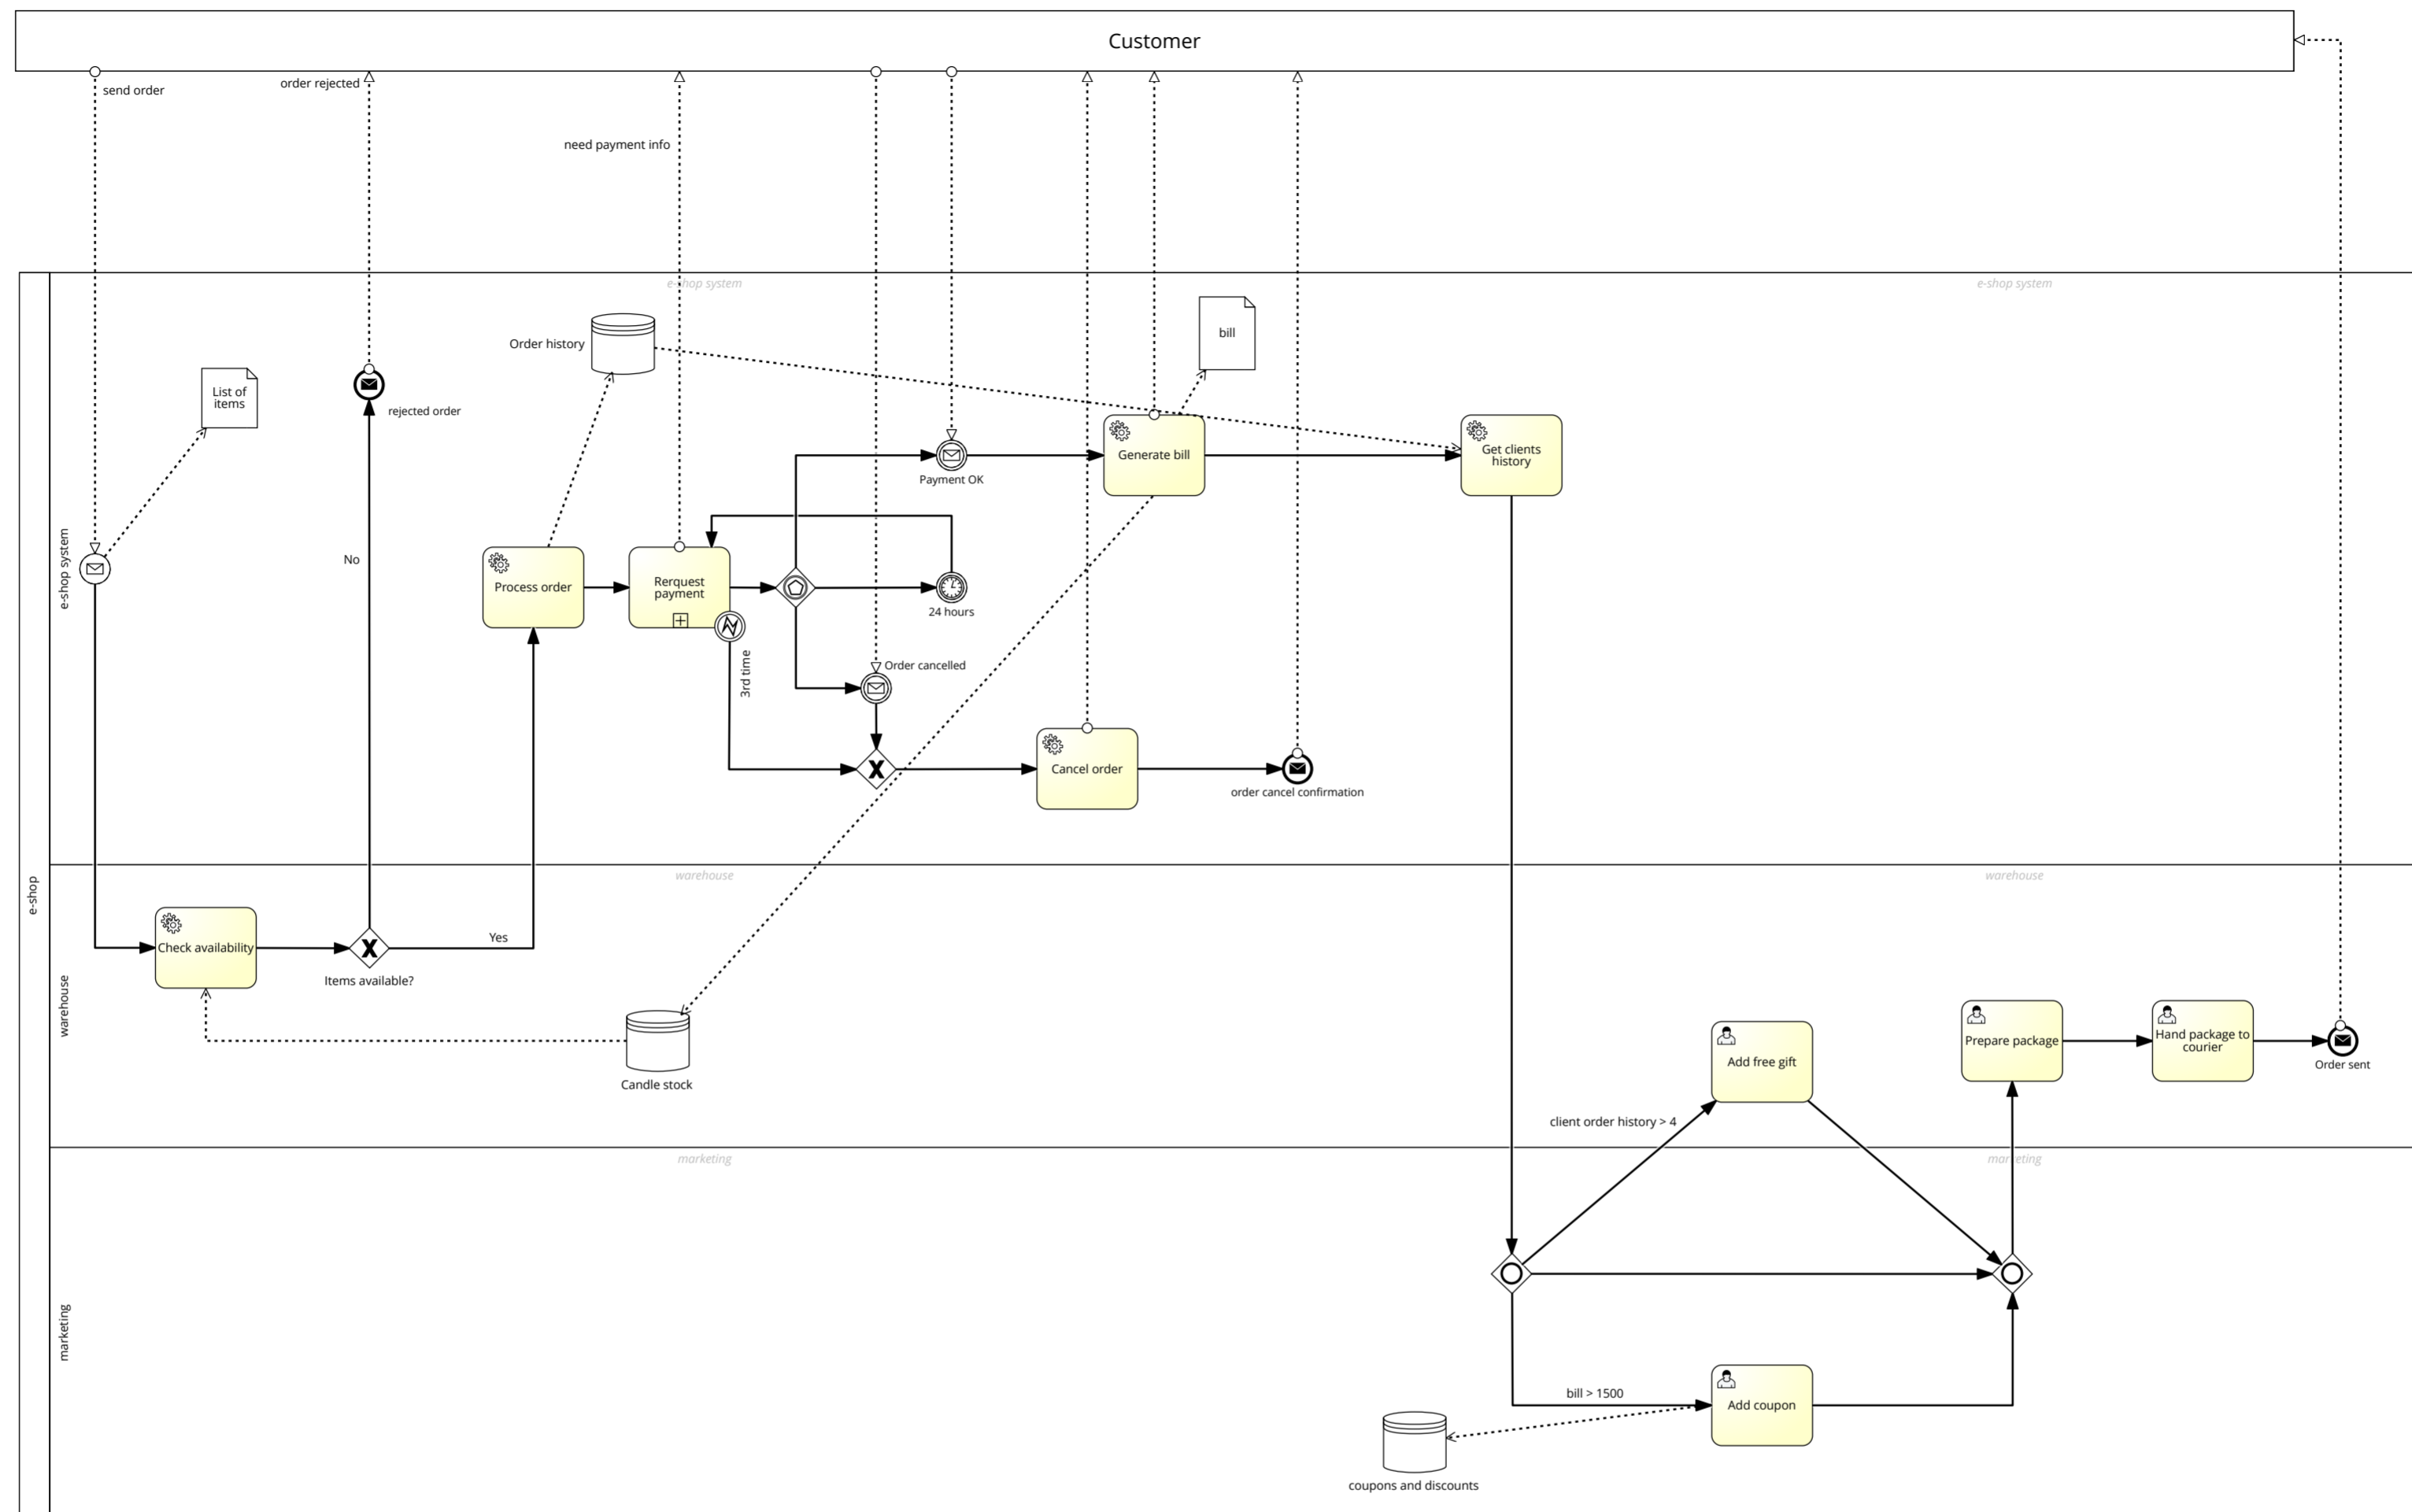 Customer
send order
order rejected
need payment info
e-shop system
e-shop system
Order history
bill
List of
items
rejected order
Generate bill
Get clients
history
Payment OK
No
e-shop system
Process order
Rerquest
payment
24 hours
3rd time
Order cancelled
Cancel order
order cancel confirmation
e-shop
warehouse
warehouse
Check availability
Yes
Items available?
warehouse
Candle stock
Add free gift
Prepare package
Hand package to
courier
Order sent
client order history > 4
marketing
marketing
marketing
bill > 1500
Add coupon
coupons and discounts